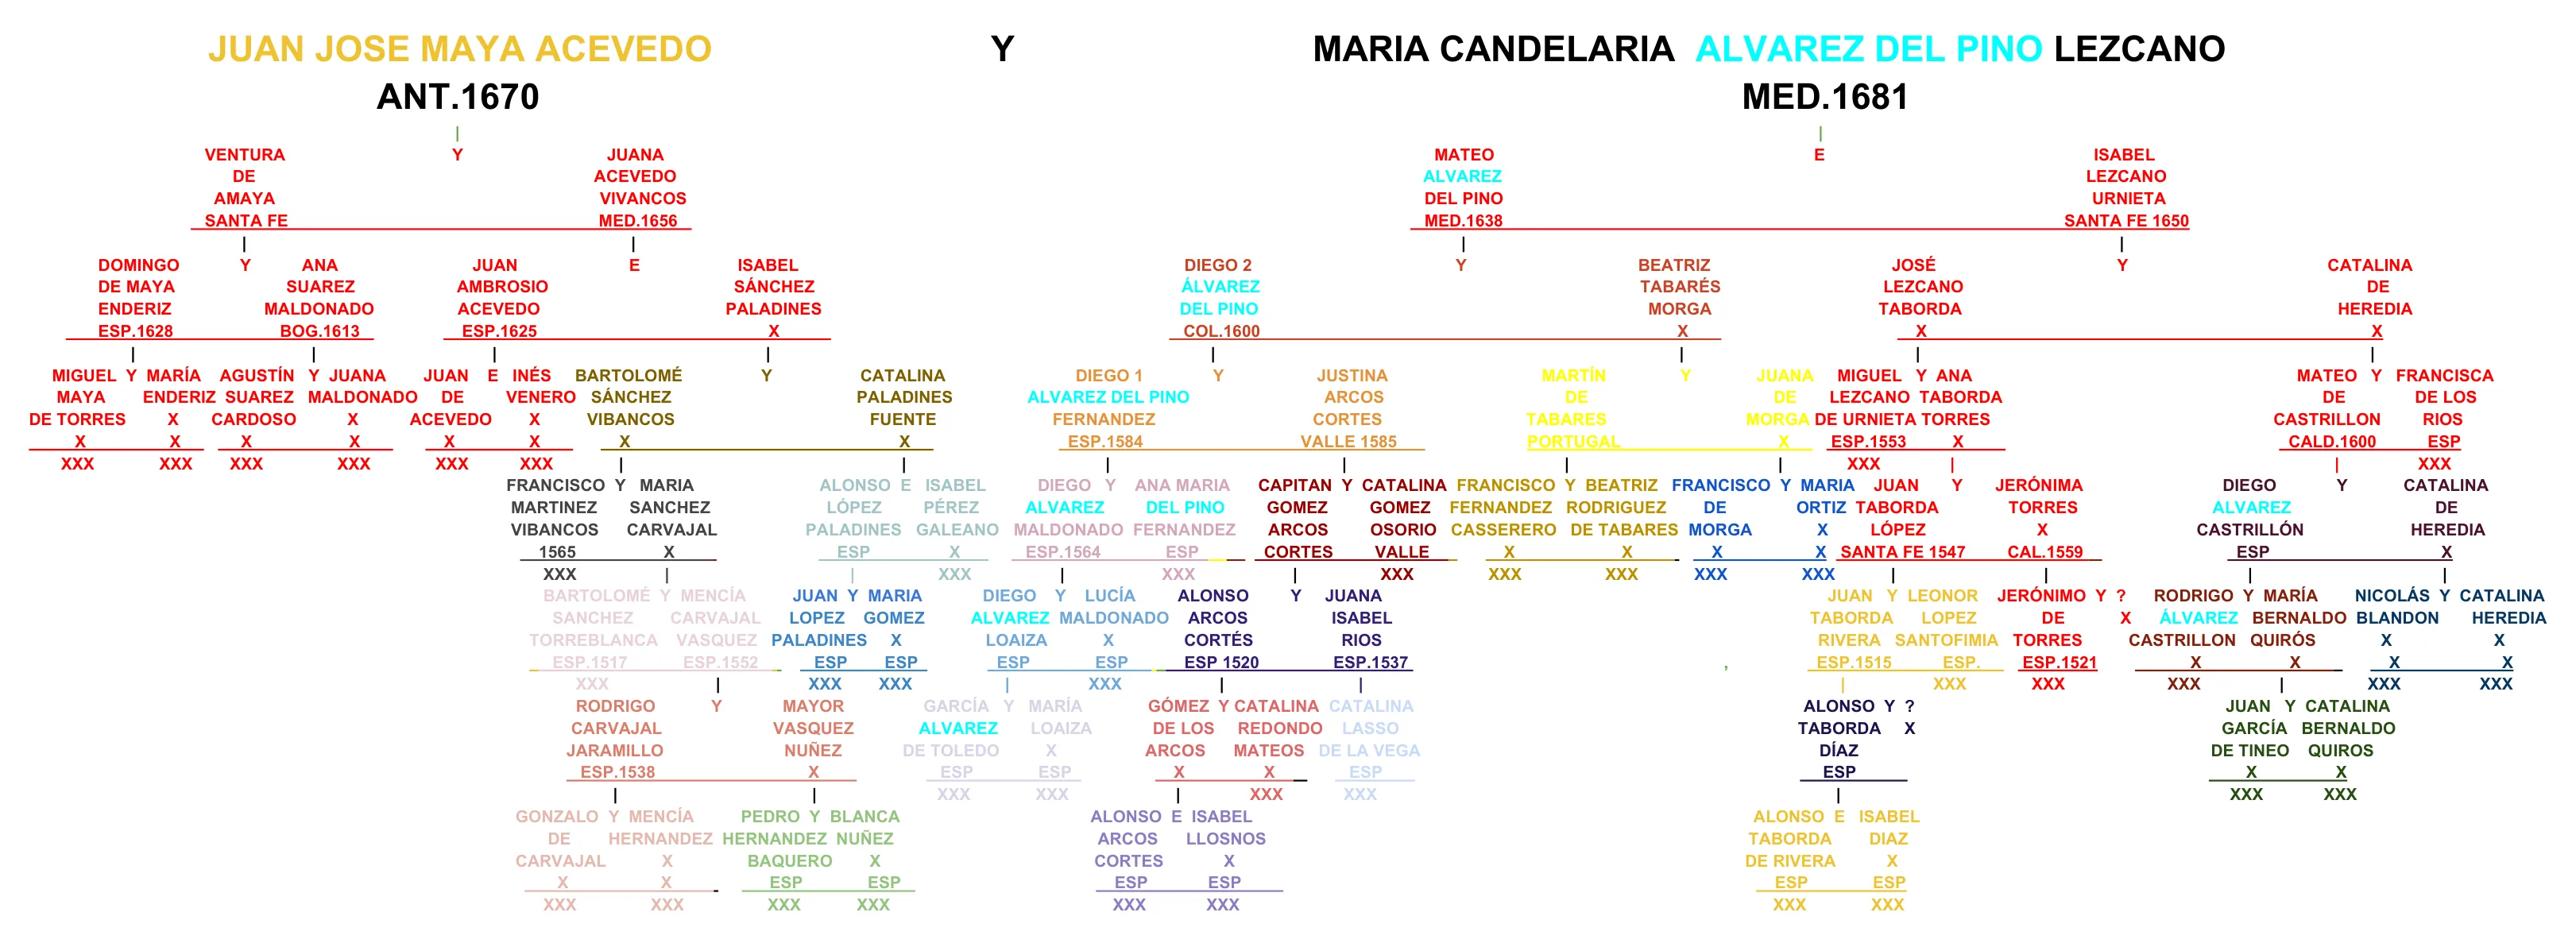 JUAN JOSE MAYA ACEVEDO Y MARIA CANDELARIA ALVAREZ DEL PINO LEZCANO
ANT.1670 MED.1681
VENTURA Y JUANA MATEO E ISABEL
DE ACEVEDO ALVAREZ LEZCANO
AMAYA VIVANCOS DEL PINO URNIETA
SANTA FE MED.1656 MED.1638 SANTA FE 1650
DOMINGO Y ANA JUAN E ISABEL DIEGO 2 Y BEATRIZ JOSÉ Y CATALINA
DE MAYA SUAREZ AMBROSIO SÁNCHEZ ÁLVAREZ TABARÉS LEZCANO DE
ENDERIZ MALDONADO ACEVEDO PALADINES DEL PINO MORGA TABORDA HEREDIA
ESP.1628 BOG.1613 ESP.1625 X COL.1600 X X X
MIGUEL Y MARÍA AGUSTÍN Y JUANA JUAN E INÉS BARTOLOMÉ Y CATALINA DIEGO 1 Y JUSTINA MARTÍN Y JUANA MIGUEL Y ANA MATEO Y FRANCISCA
MAYA ENDERIZ SUAREZ MALDONADO DE VENERO SÁNCHEZ PALADINES ALVAREZ DEL PINO ARCOS DE DE LEZCANO TABORDA DE DE LOS
DE TORRES X CARDOSO X ACEVEDO X VIBANCOS FUENTE FERNANDEZ CORTES TABARES MORGA DE URNIETA TORRES CASTRILLON RIOS
X X X X X X X X ESP.1584 VALLE 1585 PORTUGAL X ESP.1553 X CALD.1600 ESP
XXX XXX XXX XXX XXX XXX XXX XXX
FRANCISCO Y MARIA ALONSO E ISABEL DIEGO Y ANA MARIA CAPITAN Y CATALINA FRANCISCO Y BEATRIZ FRANCISCO Y MARIA JUAN Y JERÓNIMA DIEGO Y CATALINA
MARTINEZ SANCHEZ LÓPEZ PÉREZ ALVAREZ DEL PINO GOMEZ GOMEZ FERNANDEZ RODRIGUEZ DE ORTIZ TABORDA TORRES ALVAREZ DE
VIBANCOS CARVAJAL PALADINES GALEANO MALDONADO FERNANDEZ ARCOS OSORIO CASSERERO DE TABARES MORGA X LÓPEZ X CASTRILLÓN HEREDIA
1565 X ESP X ESP.1564 ESP CORTES VALLE X X X X SANTA FE 1547 CAL.1559 ESP X
XXX XXX XXX XXX XXX XXX XXX XXX
BARTOLOMÉ Y MENCÍA JUAN Y MARIA DIEGO Y LUCÍA ALONSO Y JUANA JUAN Y LEONOR JERÓNIMO Y ? RODRIGO Y MARÍA NICOLÁS Y CATALINA
SANCHEZ CARVAJAL LOPEZ GOMEZ ALVAREZ MALDONADO ARCOS ISABEL TABORDA LOPEZ DE X ÁLVAREZ BERNALDO BLANDON HEREDIA
TORREBLANCA VASQUEZ PALADINES X LOAIZA X CORTÉS RIOS RIVERA SANTOFIMIA TORRES CASTRILLON QUIRÓS X X
ESP.1517 ESP.1552 ESP ESP ESP ESP ESP 1520 ESP.1537 , ESP.1515 ESP. ESP.1521 X X X X
XXX XXX XXX XXX XXX XXX XXX XXX XXX
RODRIGO Y MAYOR GARCÍA Y MARÍA GÓMEZ Y CATALINA CATALINA ALONSO Y ? JUAN Y CATALINA
CARVAJAL VASQUEZ ALVAREZ LOAIZA DE LOS REDONDO LASSO TABORDA X GARCÍA BERNALDO
JARAMILLO NUÑEZ DE TOLEDO X ARCOS MATEOS DE LA VEGA DÍAZ DE TINEO QUIROS
ESP.1538 X ESP ESP X X ESP ESP X X
XXX XXX XXX XXX XXX XXX
GONZALO Y MENCÍA PEDRO Y BLANCA ALONSO E ISABEL ALONSO E ISABEL
DE HERNANDEZ HERNANDEZ NUÑEZ ARCOS LLOSNOS TABORDA DIAZ
CARVAJAL X BAQUERO X CORTES X DE RIVERA X
X X ESP ESP ESP ESP ESP ESP
XXX XXX XXX XXX XXX XXX XXX XXX